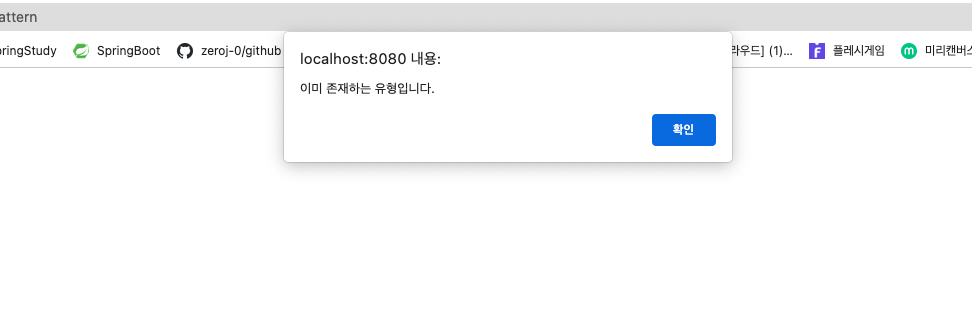 attern
ringStudy SpringBoot zeroj-0/github 라우드] (1)... 플레시게임 미리캔버스
localhost:8080 내용:
이미 존재하는 유형입니다.
확인